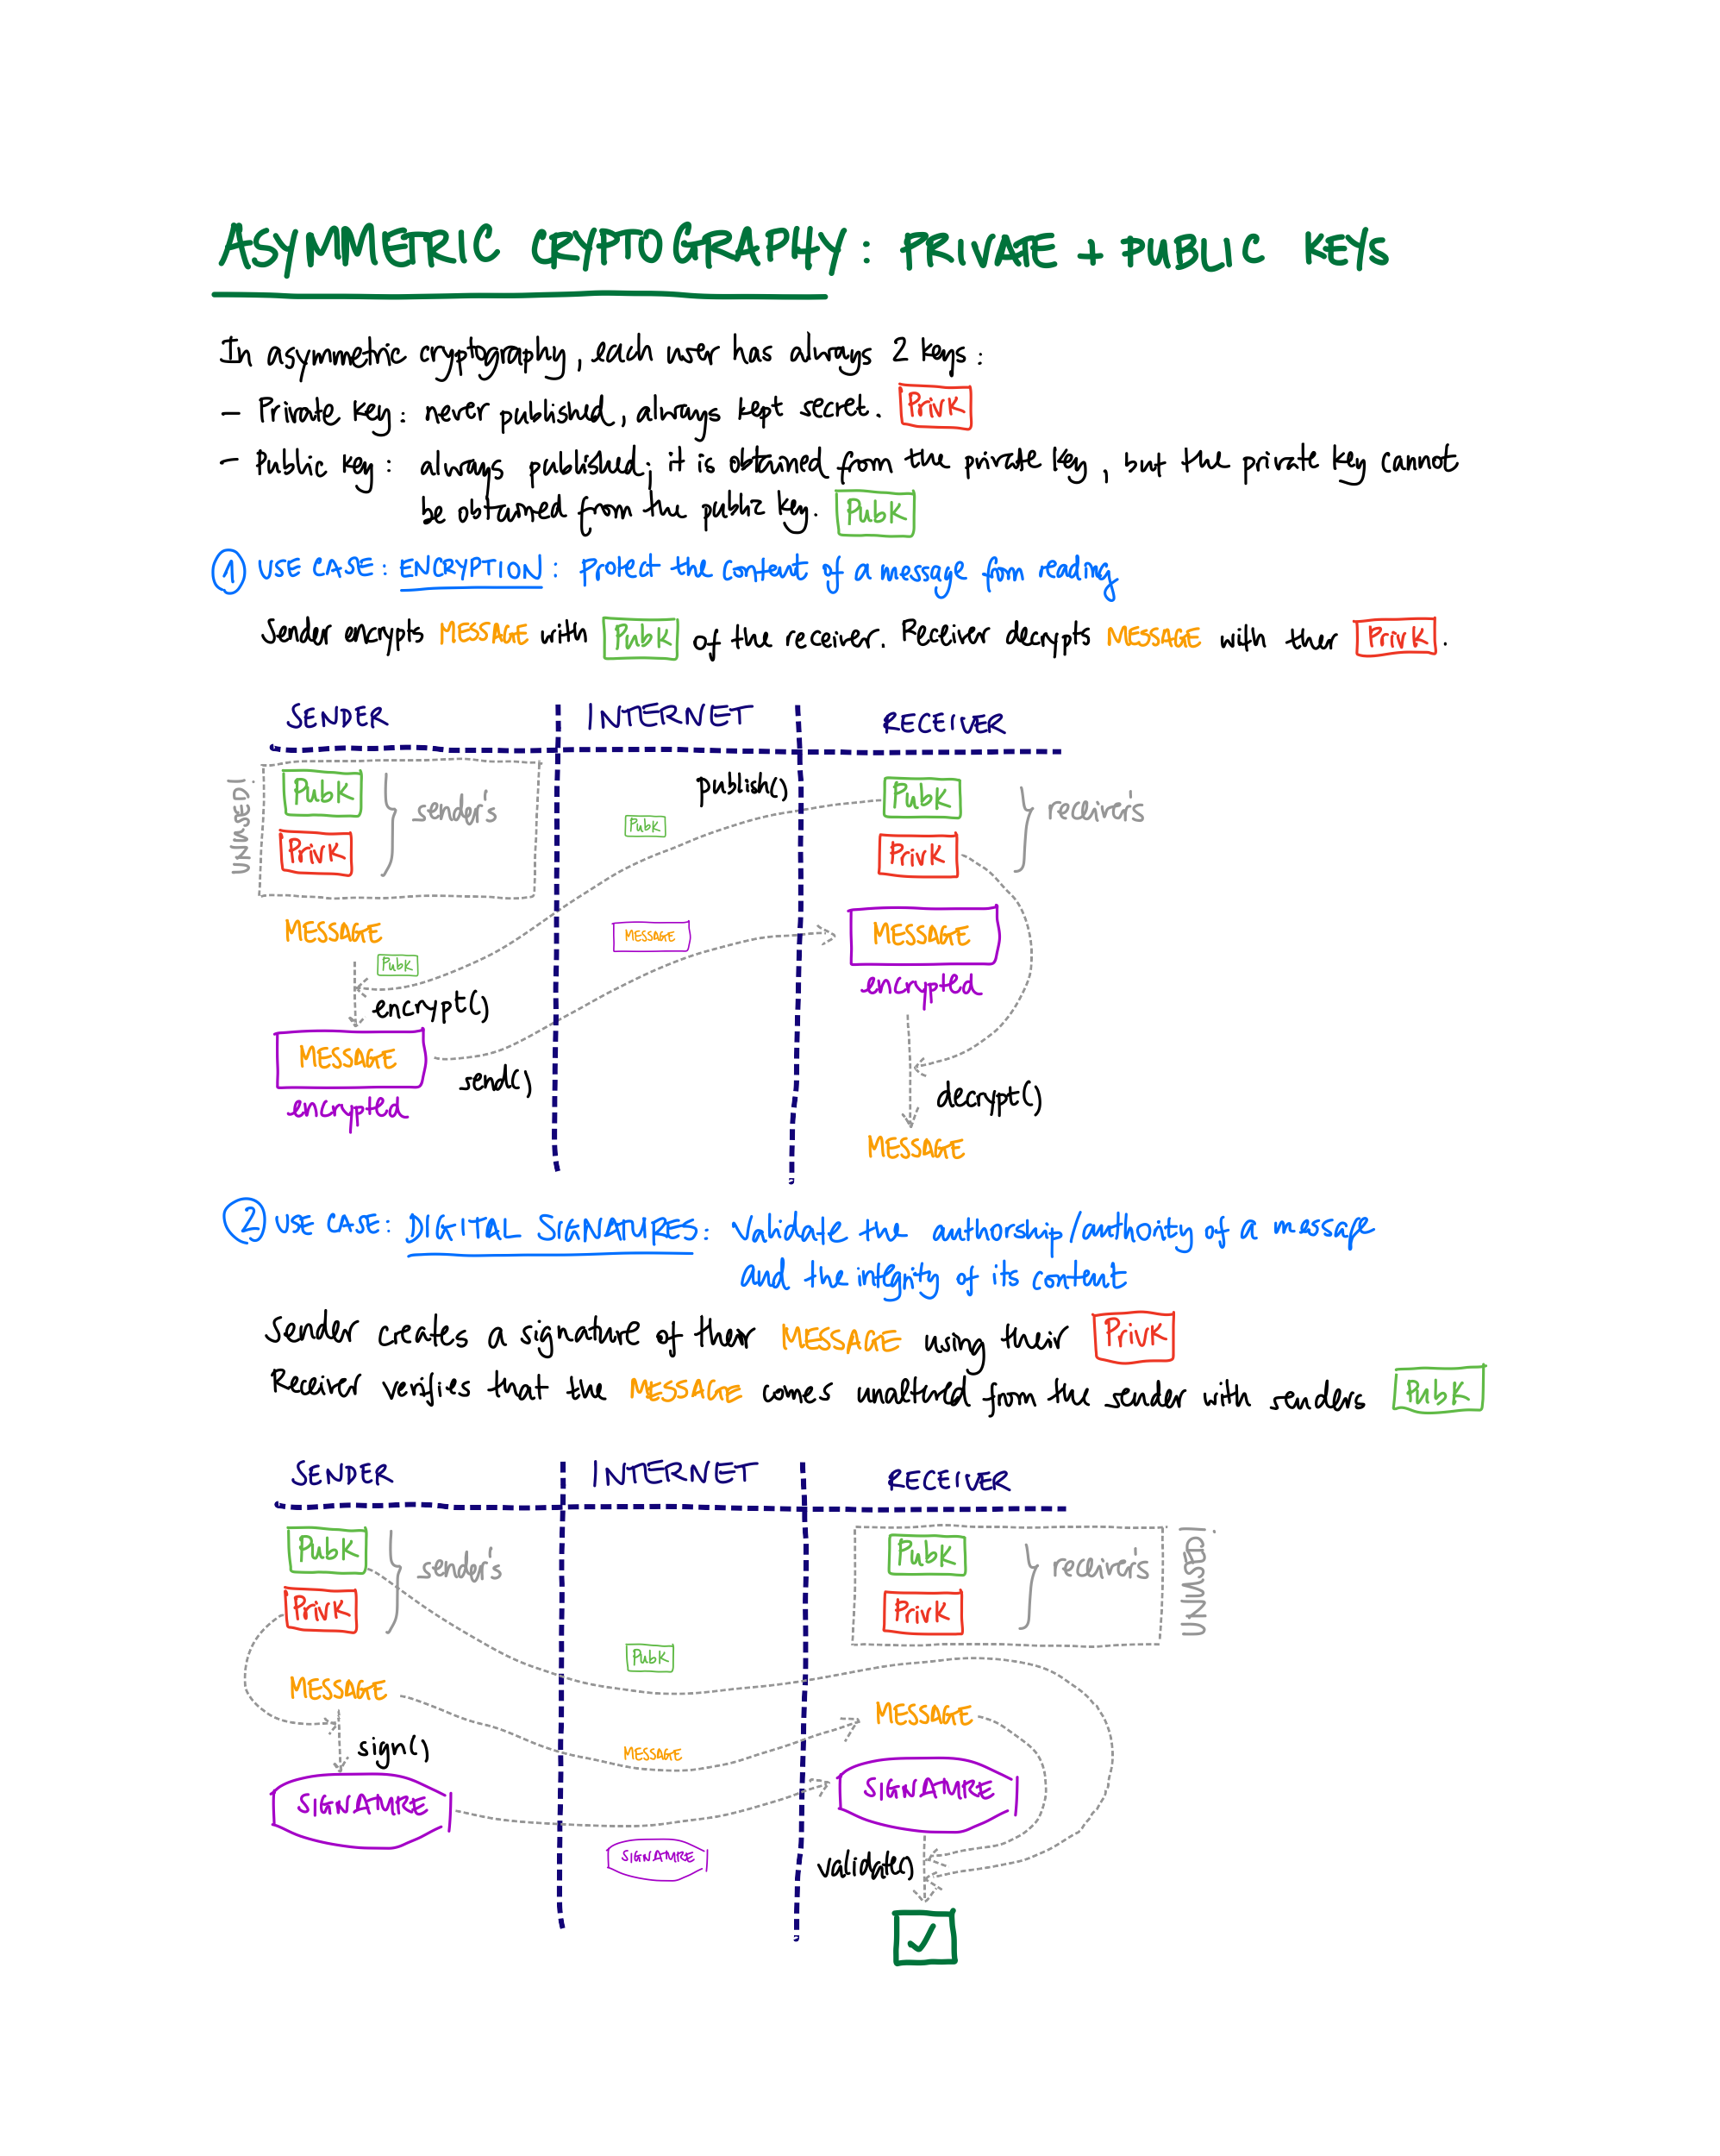 ASYMMETRIC CRYPTOGRAPHY: PRIVATE + PUBLIC KEYS
In asymmetric cryptography, each user has always 2 keys:
- Private key: never published, always kept secret. PrivK
- Public key: always published; it is obtained from the private key, but the private key cannot
be obtained from the public key. PubK
1 USE CASE: ENCRYPTION: Protect the content of a message from reading
Sender encrypts MESSAGE with PubK of the receiver. Receiver decrypts MESSAGE with their PrivK.
SENDER INTERNET RECEIVER
UNUSED!
PubK
PrivK
sender's
publish()
PubK
PubK
PrivK
receiver's
MESSAGE
PubK
encrypt()
MESSAGE
encrypted
send()
MESSAGE
MESSAGE
encrypted
decrypt()
MESSAGE
2 USE CASE: DIGITAL SIGNATURES: Validate the authorship/authority of a message
and the integrity of its content
Sender creates a signature of their MESSAGE using their PrivK
Receiver verifies that the MESSAGE comes unaltered from the sender with senders PubK
SENDER INTERNET RECEIVER
PubK
PrivK
sender's
PubK
PrivK
receiver's
UNUSED!
PubK
MESSAGE
sign()
SIGNATURE
MESSAGE
SIGNATURE
MESSAGE
SIGNATURE
validate()